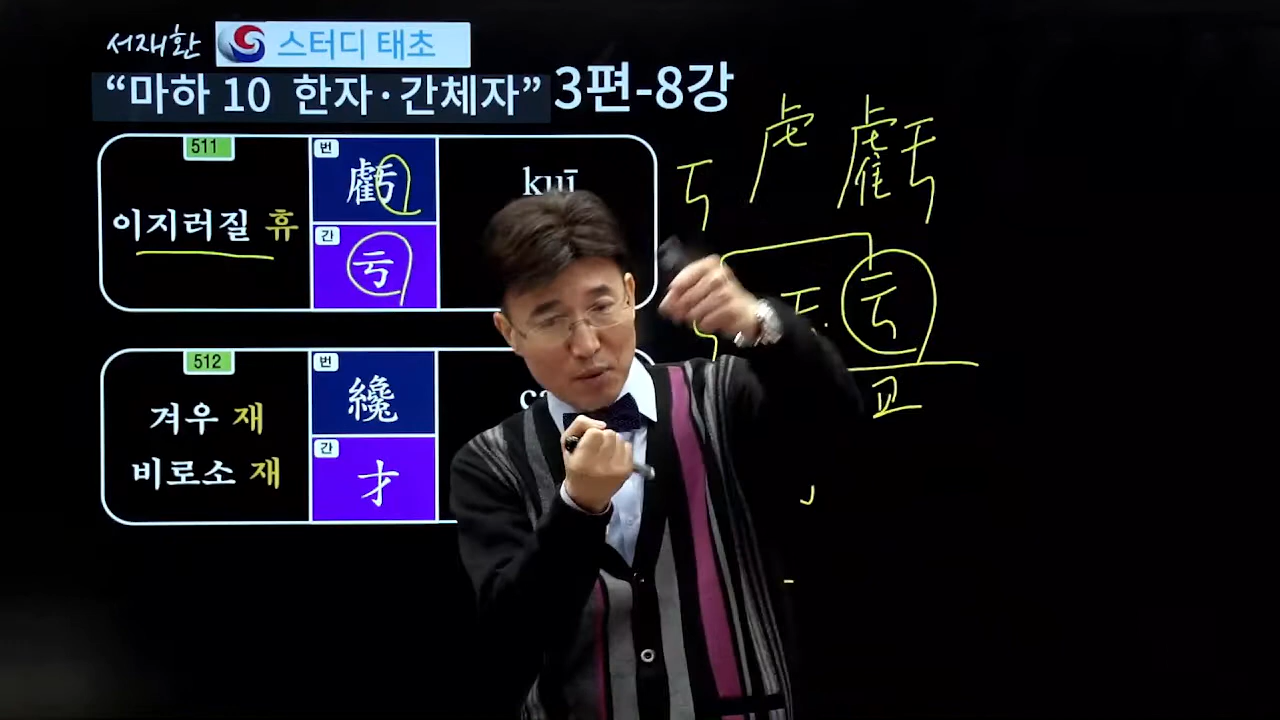 서재환 스터디 태초
“마하 10 한자·간체자” 3편-8강
511
이지러질 휴
번 虧 kuī
간 亏
512
겨우 재
비로소 재
번 纔
간 才
丂 虍 虧
亏